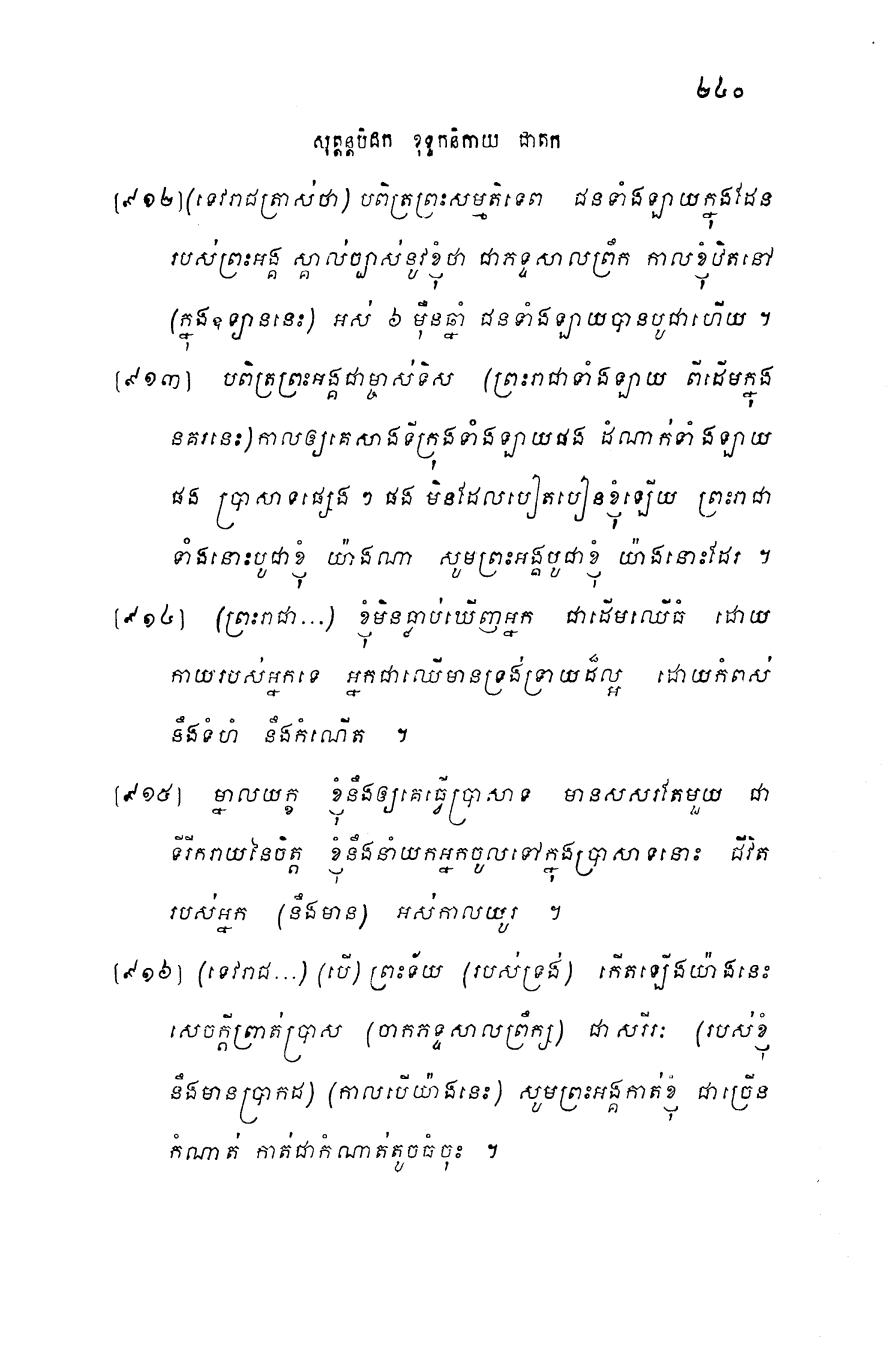 ២៤០
សុត្តន្តបិដក ខុទ្ទកនិកាយ ជាតក
[៩១២] (ទេវរាជត្រាស់ថា) បពិត្រព្រះសម្មតិទេព ជនទាំងឡាយក្នុងដែន
របស់ព្រះអង្គ ស្គាល់ច្បាស់នូវខ្ញុំថា ជាភទ្ទសាលព្រឹក កាលខ្ញុំឋិតនៅ
(ក្នុងឧទ្យាននេះ) អស់ ៦ ម៉ឺនឆ្នាំ ជនទាំងឡាយបានបូជាហើយ ។
[៩១៣] បពិត្រព្រះអង្គជាម្ចាស់ទិស (ព្រះរាជាទាំងឡាយ ពីដើមក្នុង
នគរនេះ) កាលឲ្យគេសាងទីក្រុងទាំងឡាយផង ដំណាក់ទាំងឡាយ
ផង ប្រាសាទផ្សេង ៗ ផង មិនដែលបៀតបៀនខ្ញុំឡើយ ព្រះរាជា
ទាំងនោះបូជាខ្ញុំ យ៉ាងណា សូមព្រះអង្គបូជាខ្ញុំ យ៉ាងនោះដែរ ។
[៩១៤] (ព្រះរាជា...) ខ្ញុំមិនធ្លាប់ឃើញអ្នក ជាដើមឈើធំ ដោយ
កាយរបស់អ្នកទេ អ្នកជាឈើមានទ្រង់ទ្រាយដ៏ល្អ ដោយកំពស់
នឹងទំហំ នឹងកំណើត ។
[៩១៥] ម្នាលយក្ខ ខ្ញុំនឹងឲ្យគេធ្វើប្រាសាទ មានសសរតែមួយ ជា
ទីរីករាយនៃចិត្ត ខ្ញុំនឹងនាំយកអ្នកចូលទៅក្នុងប្រាសាទនោះ ជីវិត
របស់អ្នក (នឹងមាន) អស់កាលយូរ ។
[៩១៦] (ទេវរាជ...) (បើ) ព្រះទ័យ (របស់ទ្រង់) កើតឡើងយ៉ាងនេះ
សេចក្តីព្រាត់ប្រាស (ចាកភទ្ទសាលព្រឹក្ស) ជាសរីរៈ (របស់ខ្ញុំ
នឹងមានប្រាកដ) (កាលបើយ៉ាងនេះ) សូមព្រះអង្គកាត់ខ្ញុំ ជាច្រើន
កំណាត់ កាត់ជាកំណាត់តូចធំចុះ ។